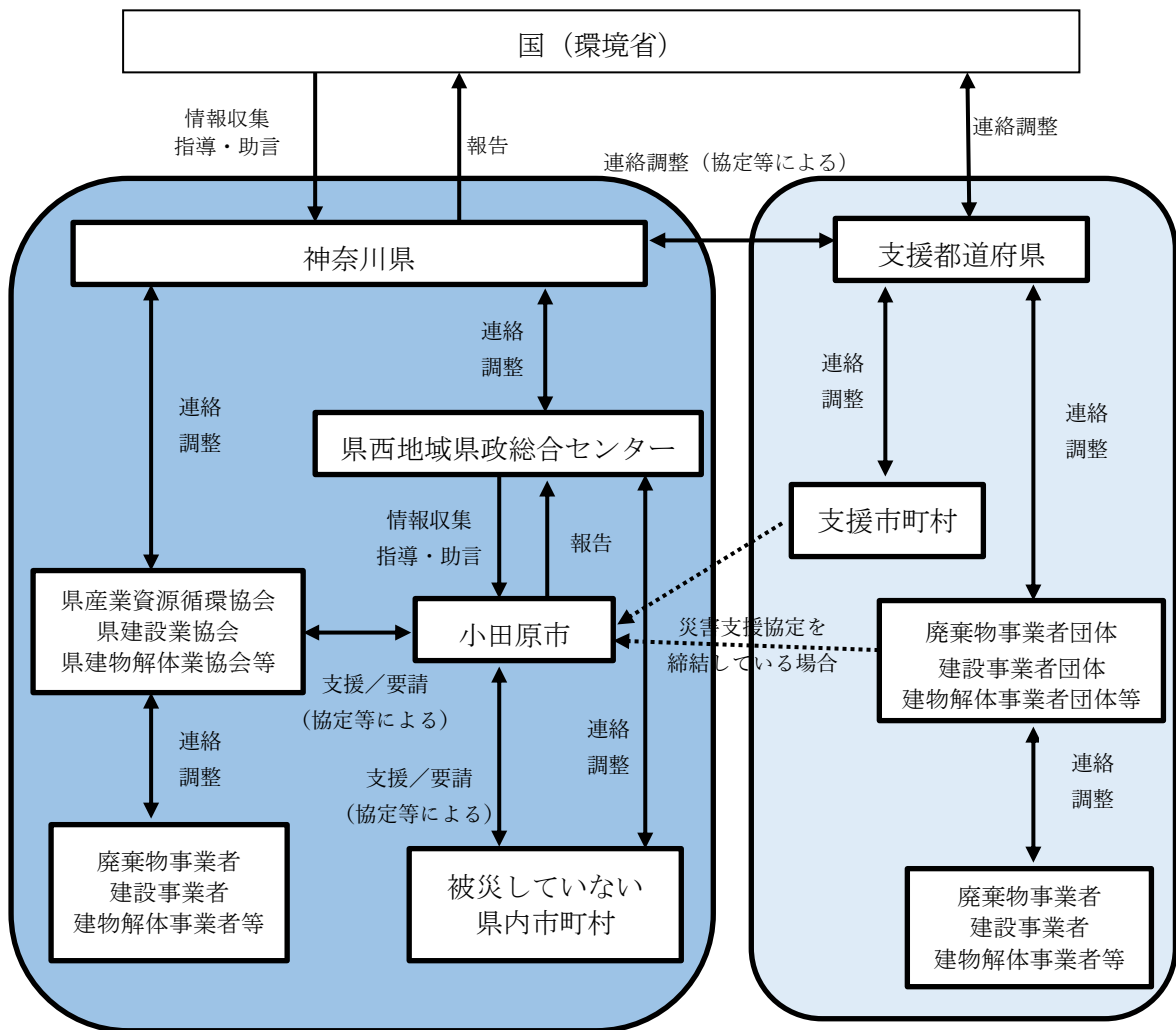 国（環境省）
情報収集
指導・助言
報告
連絡調整
連絡調整（協定等による）
神奈川県
支援都道府県
連絡
調整
連絡
調整
連絡
調整
連絡
調整
県西地域県政総合センター
支援市町村
情報収集
指導・助言
報告
県産業資源循環協会
県建設業協会
県建物解体業協会等
小田原市
災害支援協定を
締結している場合
廃棄物事業者団体
建設事業者団体
建物解体事業者団体等
支援／要請
（協定等による）
連絡
調整
連絡
調整
支援／要請
（協定等による）
連絡
調整
廃棄物事業者
建設事業者
建物解体事業者等
被災していない
県内市町村
廃棄物事業者
建設事業者
建物解体事業者等